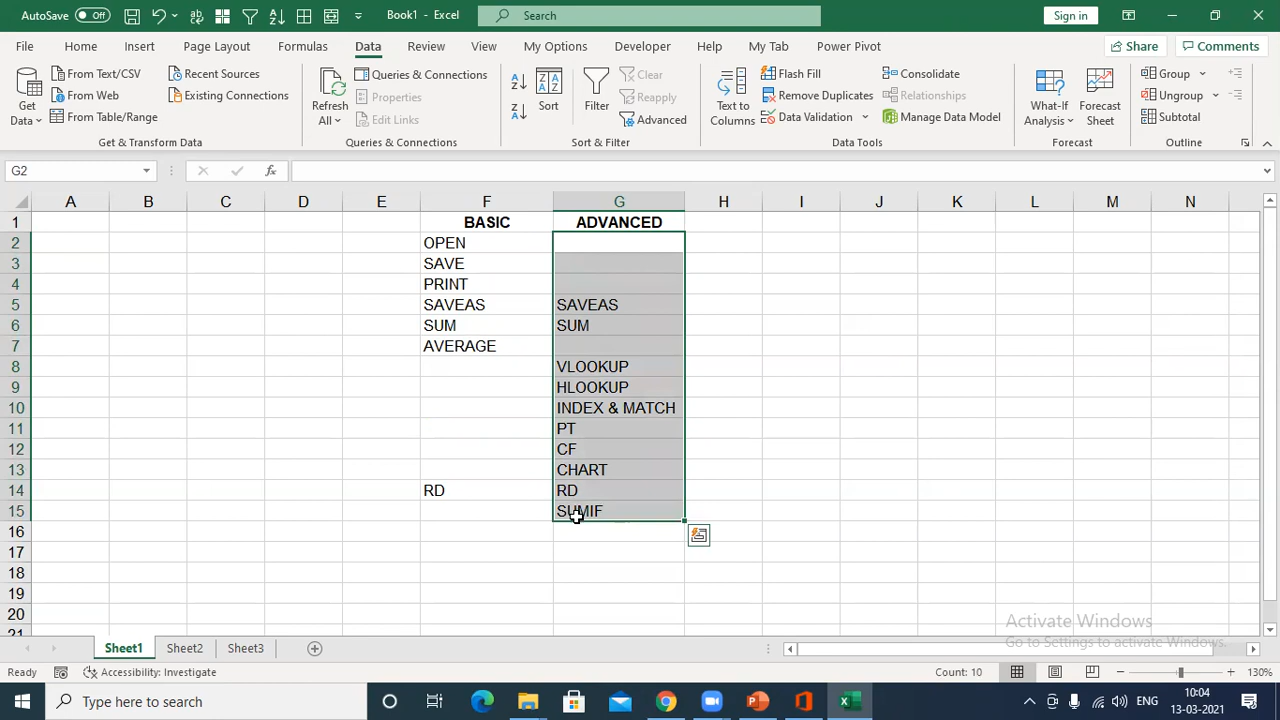 AutoSave Off Book1 - Excel Search Sign in
File Home Insert Page Layout Formulas Data Review View My Options Developer Help My Tab Power Pivot Share Comments
Get Data
From Text/CSV
From Web
From Table/Range
Recent Sources
Existing Connections
Get & Transform Data
Refresh All
Queries & Connections
Properties
Edit Links
Queries & Connections
Sort
Filter
Clear
Reapply
Advanced
Sort & Filter
Text to Columns
Flash Fill
Remove Duplicates
Data Validation
Consolidate
Relationships
Manage Data Model
Data Tools
What-If Analysis
Forecast Sheet
Forecast
Group
Ungroup
Subtotal
Outline
G2 fx
A B C D E F G H I J K L M N
1 BASIC ADVANCED
2 OPEN
3 SAVE
4 PRINT
5 SAVEAS SAVEAS
6 SUM SUM
7 AVERAGE
8 VLOOKUP
9 HLOOKUP
10 INDEX & MATCH
11 PT
12 CF
13 CHART
14 RD RD
15 SUMIF
16
17
18
19
20
21
Activate Windows
Go to Settings to activate Windows.
Sheet1 Sheet2 Sheet3
Ready Accessibility: Investigate Count: 10 130%
Type here to search ENG 10:04
13-03-2021